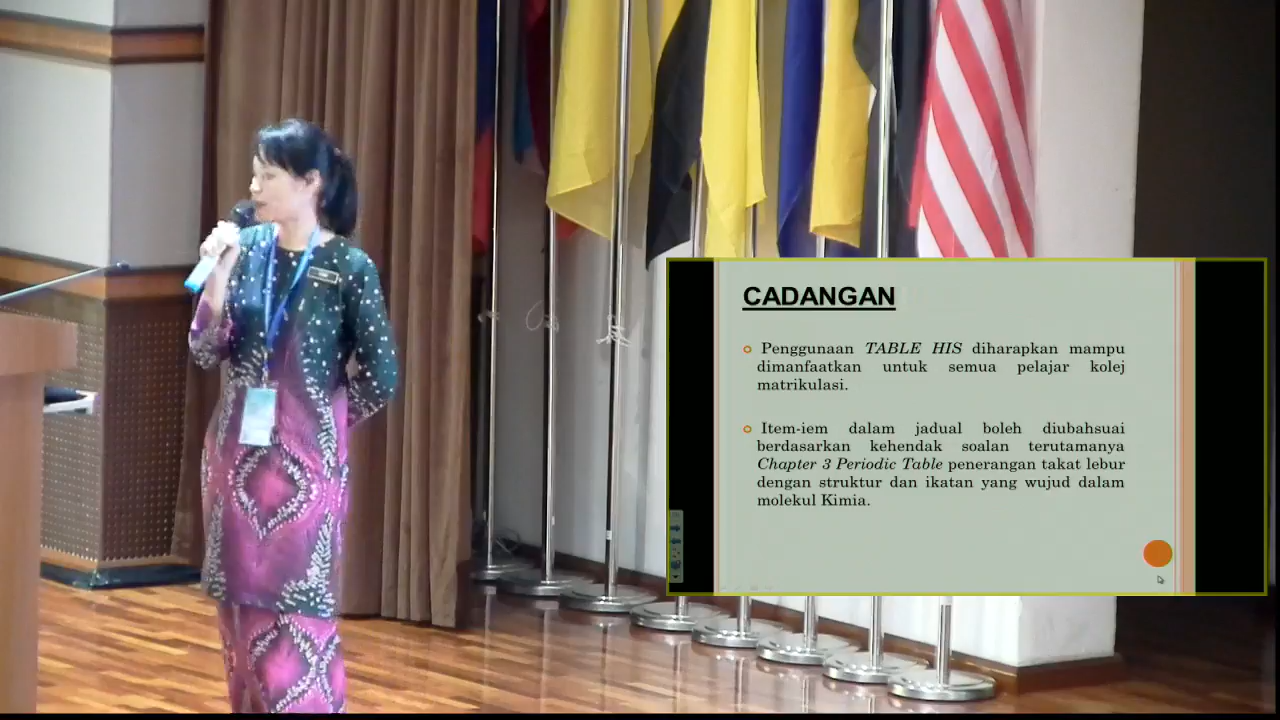 CADANGAN
Penggunaan TABLE HIS diharapkan mampu
dimanfaatkan untuk semua pelajar kolej
matrikulasi.
Item-iem dalam jadual boleh diubahsuai
berdasarkan kehendak soalan terutamanya
Chapter 3 Periodic Table penerangan takat lebur
dengan struktur dan ikatan yang wujud dalam
molekul Kimia.